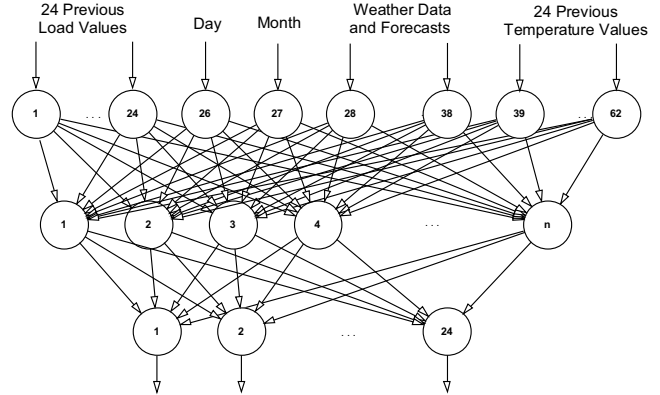 24 Previous
Load Values
Day
Month
Weather Data
and Forecasts
24 Previous
Temperature Values
1 ... 24 26 27 28 38 39 ... 62
1 2 3 4 ... n
1 2 ... 24